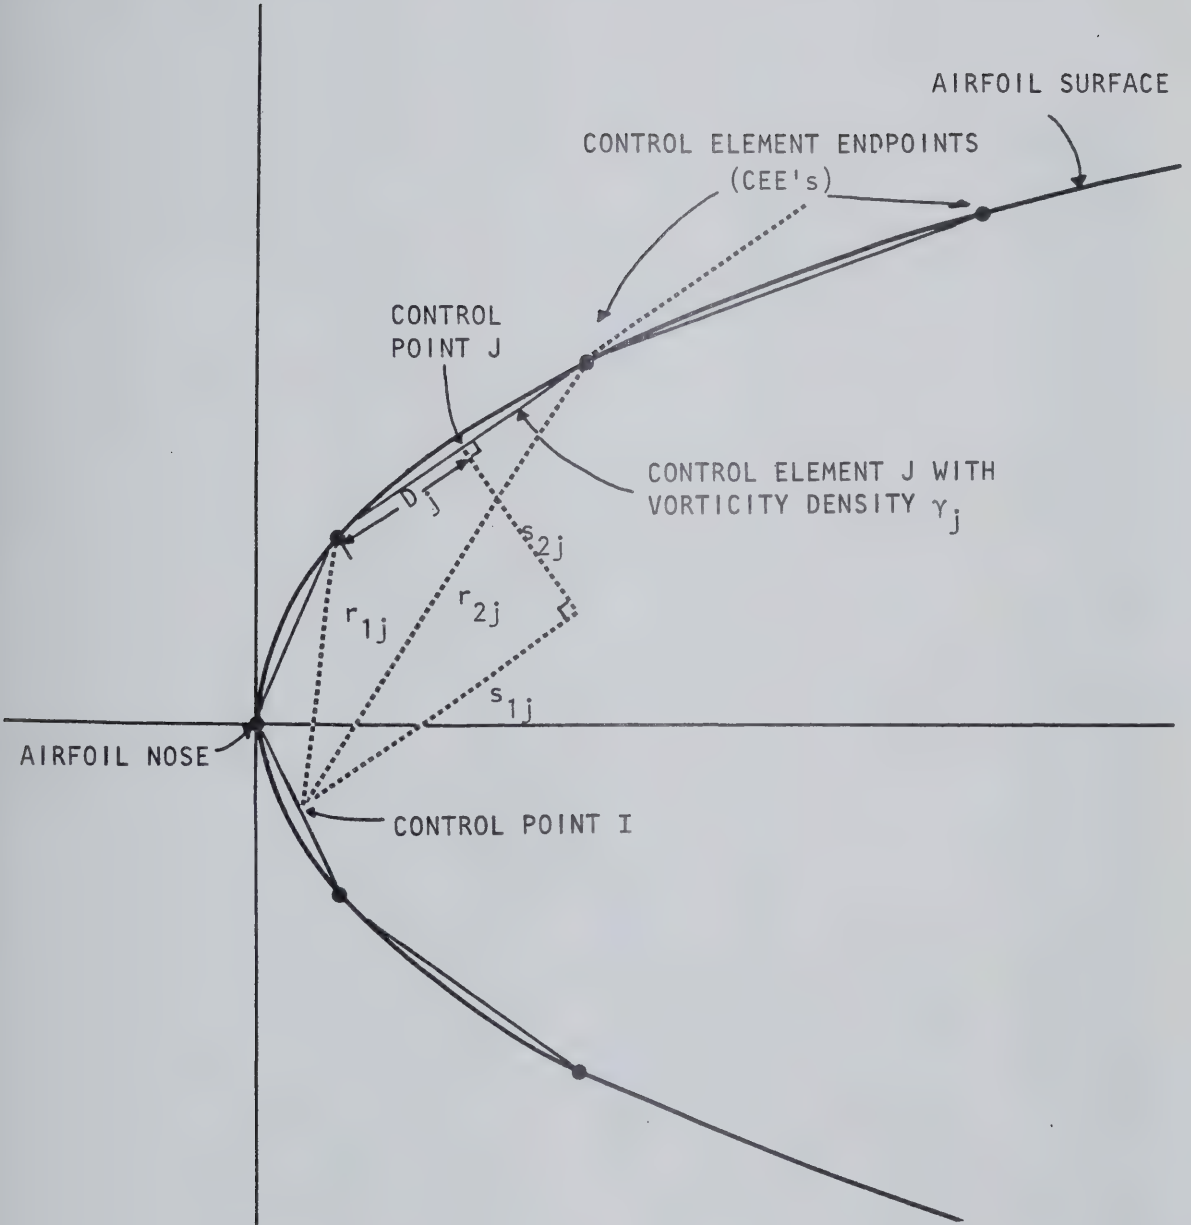 AIRFOIL SURFACE
CONTROL ELEMENT ENDPOINTS
(CEE's)
CONTROL
POINT J
CONTROL ELEMENT J WITH
VORTICITY DENSITY γj
Dj
s2j
r1j
r2j
s1j
AIRFOIL NOSE
CONTROL POINT I